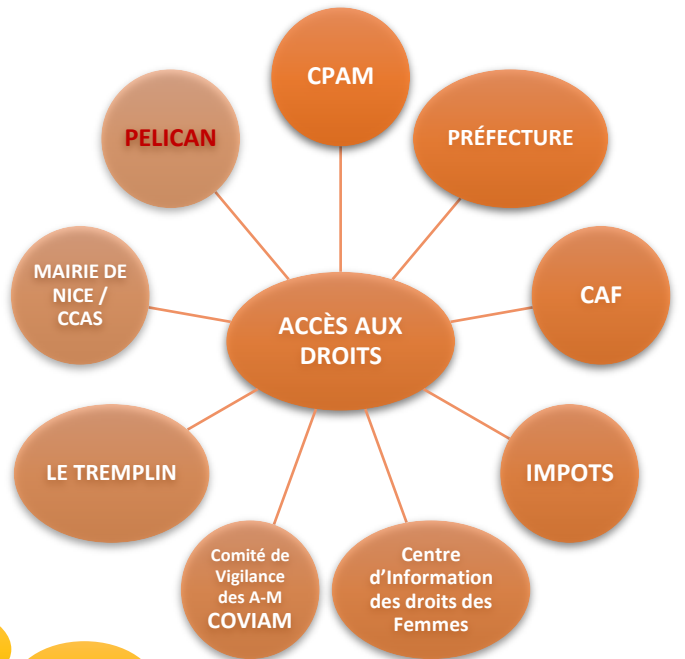 CPAM
PRÉFECTURE
CAF
IMPOTS
Centre
d’Information
des droits des
Femmes
Comité de
Vigilance
des A-M
COVIAM
LE TREMPLIN
MAIRIE DE
NICE /
CCAS
PELICAN
ACCÈS AUX
DROITS